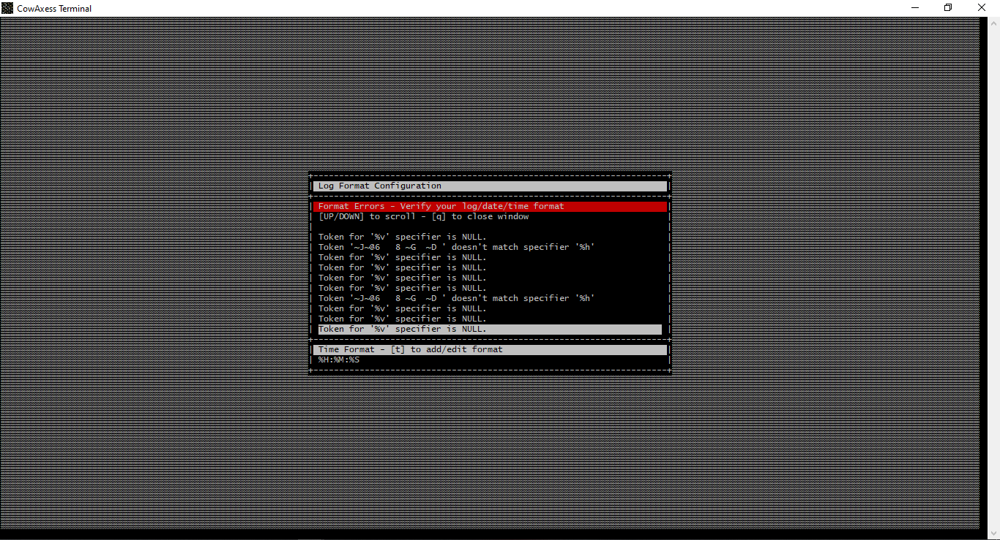 CowAxess Terminal
Log Format Configuration
Format Errors - Verify your log/date/time format
[UP/DOWN] to scroll - [q] to close window
Token for '%v' specifier is NULL.
Token '~J~@6   8 ~G  ~D ' doesn't match specifier '%h'
Token for '%v' specifier is NULL.
Token for '%v' specifier is NULL.
Token for '%v' specifier is NULL.
Token for '%v' specifier is NULL.
Token '~J~@6   8 ~G  ~D ' doesn't match specifier '%h'
Token for '%v' specifier is NULL.
Token for '%v' specifier is NULL.
Token for '%v' specifier is NULL.
Time Format - [t] to add/edit format
%H:%M:%S